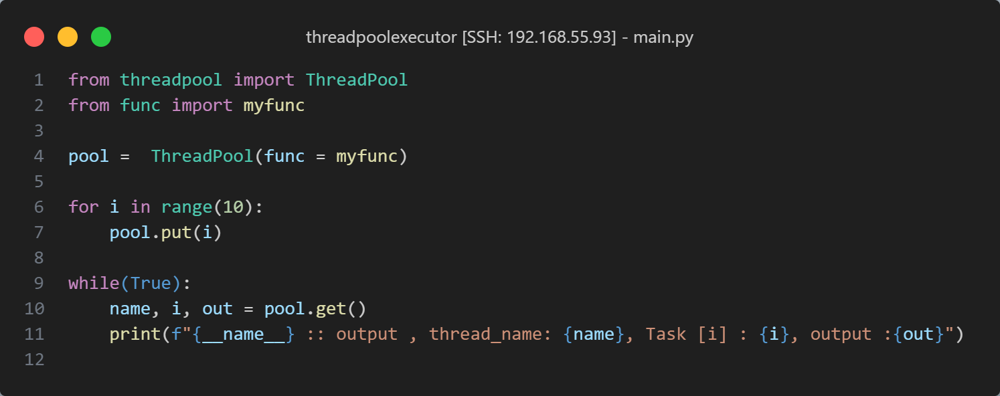 threadpoolexecutor [SSH: 192.168.55.93] - main.py
1 from threadpool import ThreadPool
2 from func import myfunc
3
4 pool =  ThreadPool(func = myfunc)
5
6 for i in range(10):
7     pool.put(i)
8
9 while(True):
10     name, i, out = pool.get()
11     print(f"{__name__} :: output , thread_name: {name}, Task [i] : {i}, output :{out}")
12